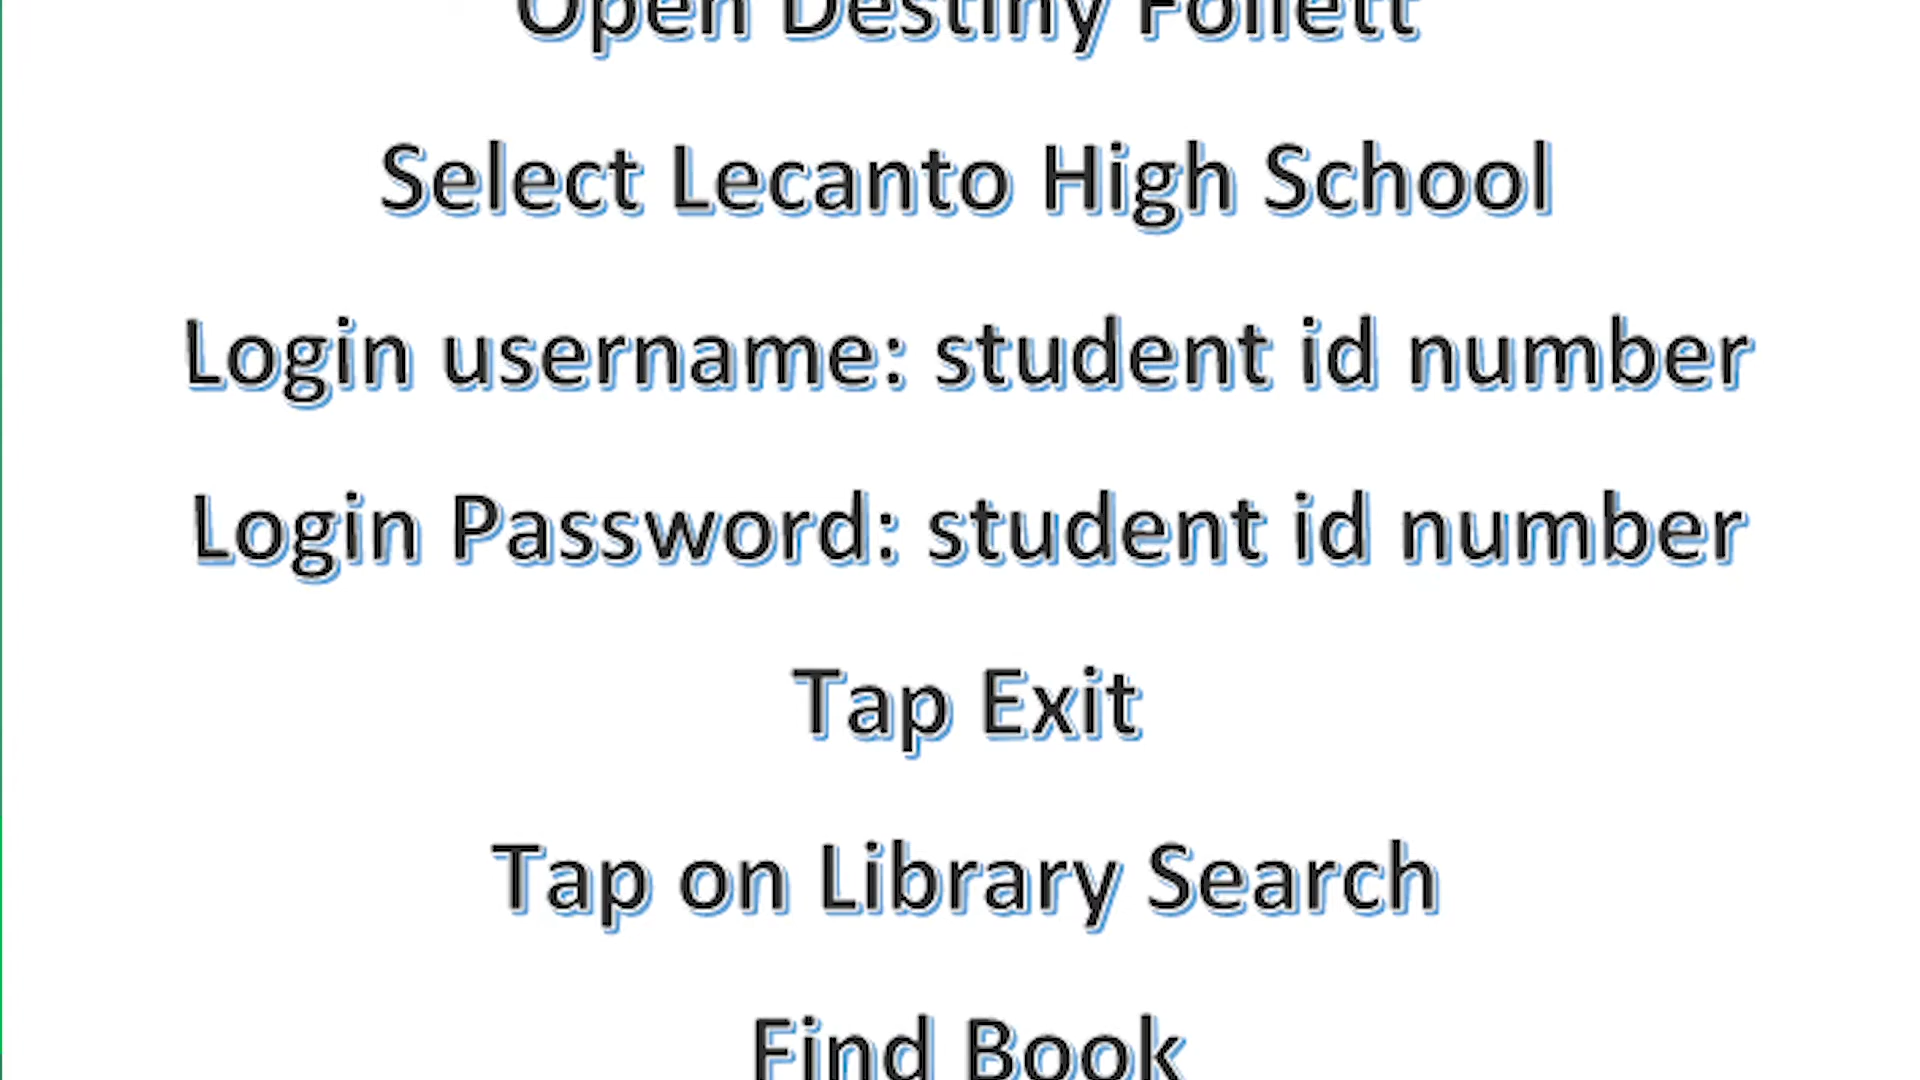 Open Destiny Follett
Select Lecanto High School
Login username: student id number
Login Password: student id number
Tap Exit
Tap on Library Search
Find Book